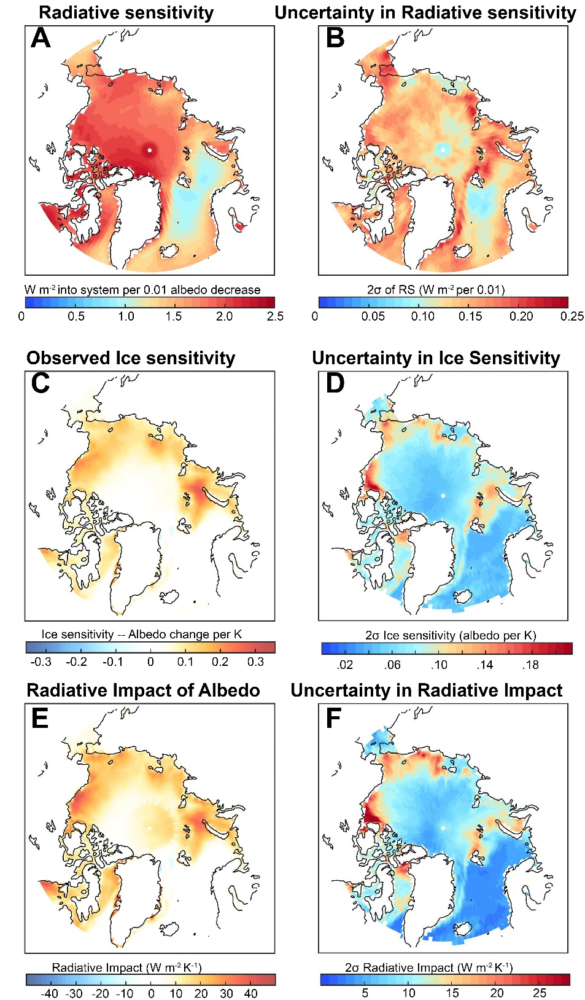 Radiative sensitivity
Uncertainty in Radiative sensitivity
A
B
W m-2 into system per 0.01 albedo decrease
2σ of RS (W m-2 per 0.01)
0 0.5 1.0 1.5 2.0 2.5
0 0.05 0.10 0.15 0.20 0.25
Observed Ice sensitivity
Uncertainty in Ice Sensitivity
C
D
Ice sensitivity -- Albedo change per K
2σ Ice sensitivity (albedo per K)
-0.3 -0.2 -0.1 0 0.1 0.2 0.3
.02 .06 .10 .14 .18
Radiative Impact of Albedo
Uncertainty in Radiative Impact
E
F
Radiative Impact (W m-2 K-1)
2σ Radiative Impact (W m-2 K-1)
-40 -30 -20 -10 0 10 20 30 40
5 10 15 20 25